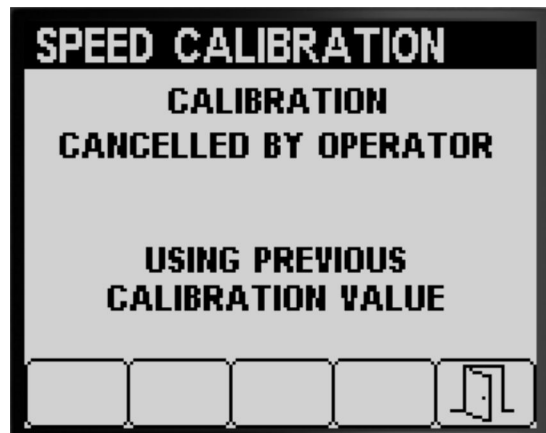 SPEED CALIBRATION
CALIBRATION
CANCELLED BY OPERATOR
USING PREVIOUS
CALIBRATION VALUE